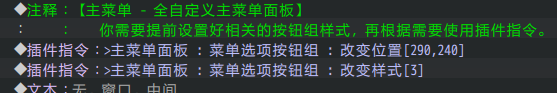 ◆注释：【主菜单 - 全自定义主菜单面板】
：　　：　　你需要提前设置好相关的按钮组样式，再根据需要使插件指令。
◆插件指令：>主菜单面板 : 菜单选项按钮组 : 改变位置[290,240]
◆插件指令：>主菜单面板 : 菜单选项按钮组 : 改变样式[3]
◆文本：无，窗口，中间